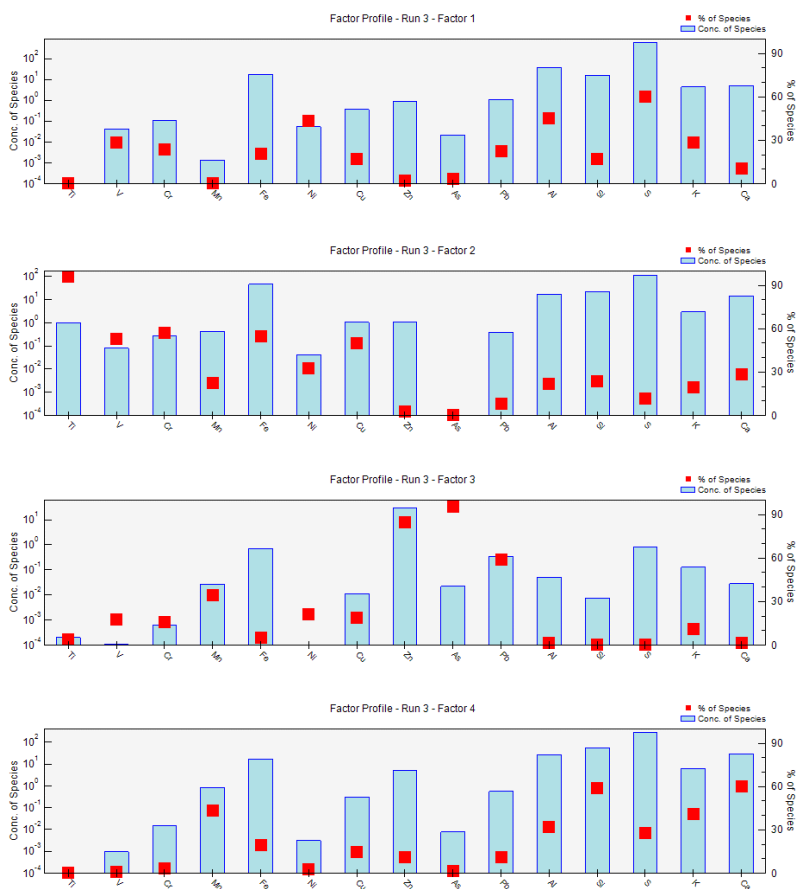 Factor Profile - Run 3 - Factor 1
% of Species
Conc. of Species
Conc. of Species
% of Species
10^2
10^1
10^0
10^-1
10^-2
10^-3
10^-4
90
60
30
0
Ti V Cr Mn Fe Ni Cu Zn As Pb Al Si S K Ca
Factor Profile - Run 3 - Factor 2
% of Species
Conc. of Species
Conc. of Species
% of Species
10^2
10^1
10^0
10^-1
10^-2
10^-3
10^-4
90
60
30
0
Ti V Cr Mn Fe Ni Cu Zn As Pb Al Si S K Ca
Factor Profile - Run 3 - Factor 3
% of Species
Conc. of Species
Conc. of Species
% of Species
10^1
10^0
10^-1
10^-2
10^-3
10^-4
90
60
30
0
Ti V Cr Mn Fe Ni Cu Zn As Pb Al Si S K Ca
Factor Profile - Run 3 - Factor 4
% of Species
Conc. of Species
Conc. of Species
% of Species
10^2
10^1
10^0
10^-1
10^-2
10^-3
10^-4
90
60
30
0
Ti V Cr Mn Fe Ni Cu Zn As Pb Al Si S K Ca